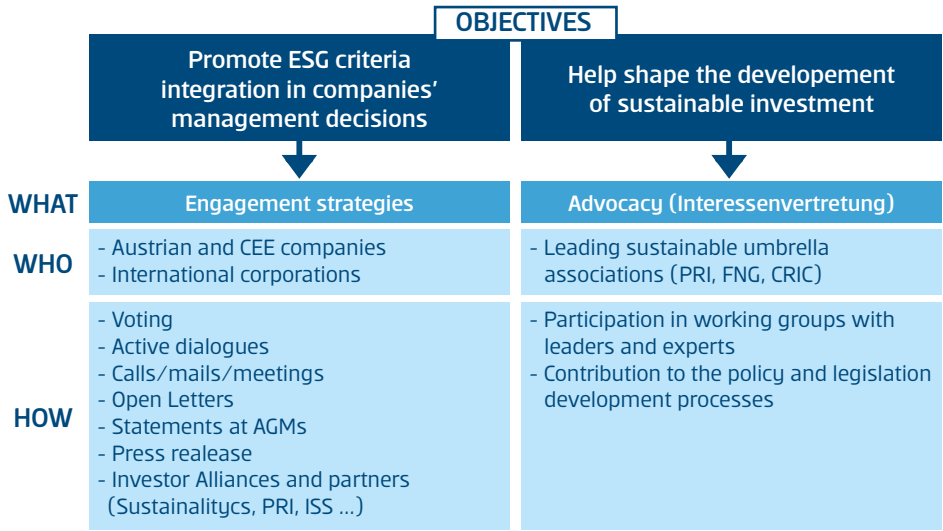 OBJECTIVES
Promote ESG criteria
integration in companies'
management decisions
Help shape the developement
of sustainable investment
WHAT
Engagement strategies
Advocacy (Interessenvertretung)
WHO
- Austrian and CEE companies
- International corporations
- Leading sustainable umbrella
associations (PRI, FNG, CRIC)
HOW
- Voting
- Active dialogues
- Calls/mails/meetings
- Open Letters
- Statements at AGMs
- Press realease
- Investor Alliances and partners
(Sustainalitycs, PRI, ISS ...)
- Participation in working groups with
leaders and experts
- Contribution to the policy and legislation
development processes